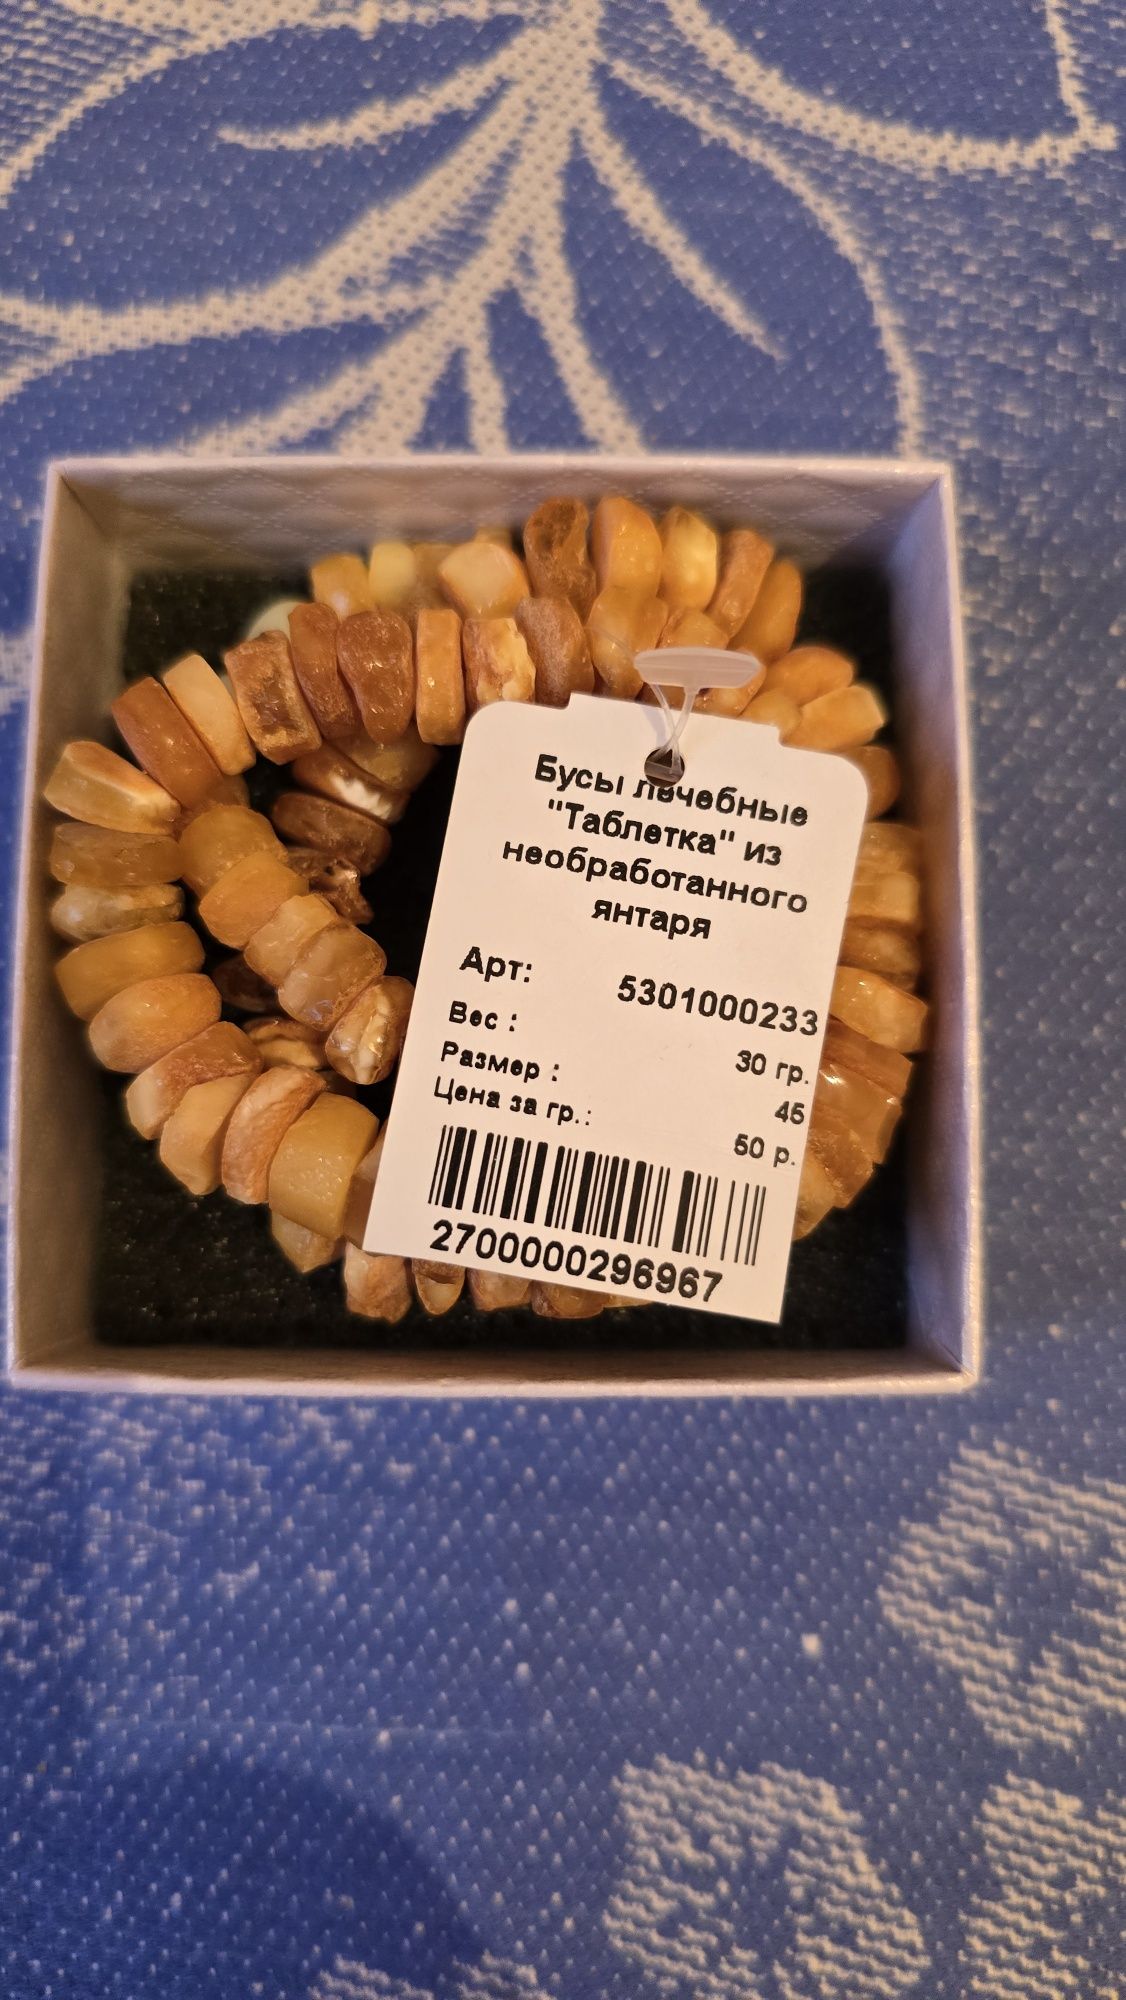 Бусы лечебные
"Таблетка" из
необработанного
янтаря
Арт: 5301000233
Вес : 30 гр.
Размер : 45
Цена за гр.: 50 р.
2700000296967